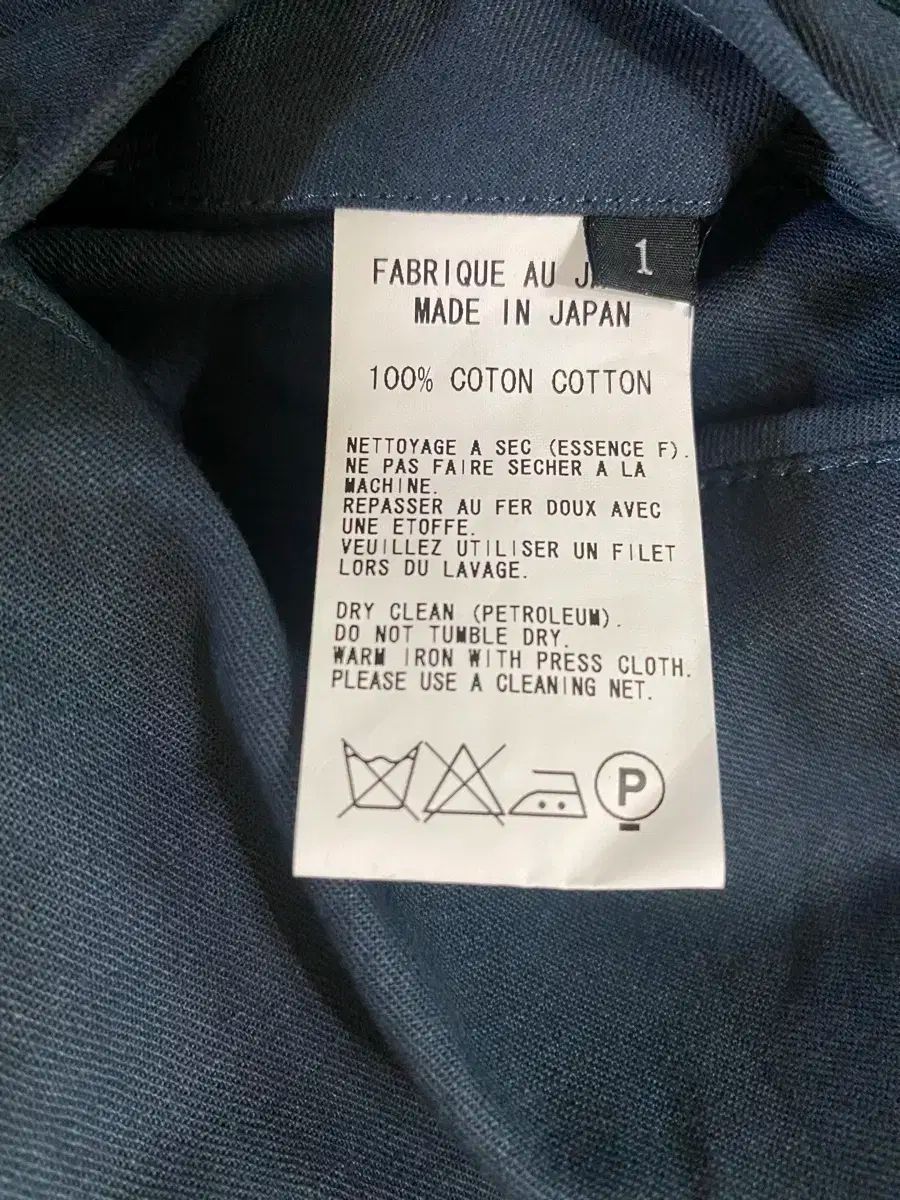 1
FABRIQUE AU
MADE IN JAPAN
100% COTON COTTON
NETTOYAGE A SEC (ESSENCE F).
NE PAS FAIRE SECHER A LA
MACHINE.
REPASSER AU FER DOUX AVEC
UNE ETOFFE.
VEUILLEZ UTILISER UN FILET
LORS DU LAVAGE.
DRY CLEAN (PETROLEUM).
DO NOT TUMBLE DRY.
WARM IRON WITH PRESS CLOTH.
PLEASE USE A CLEANING NET.
P